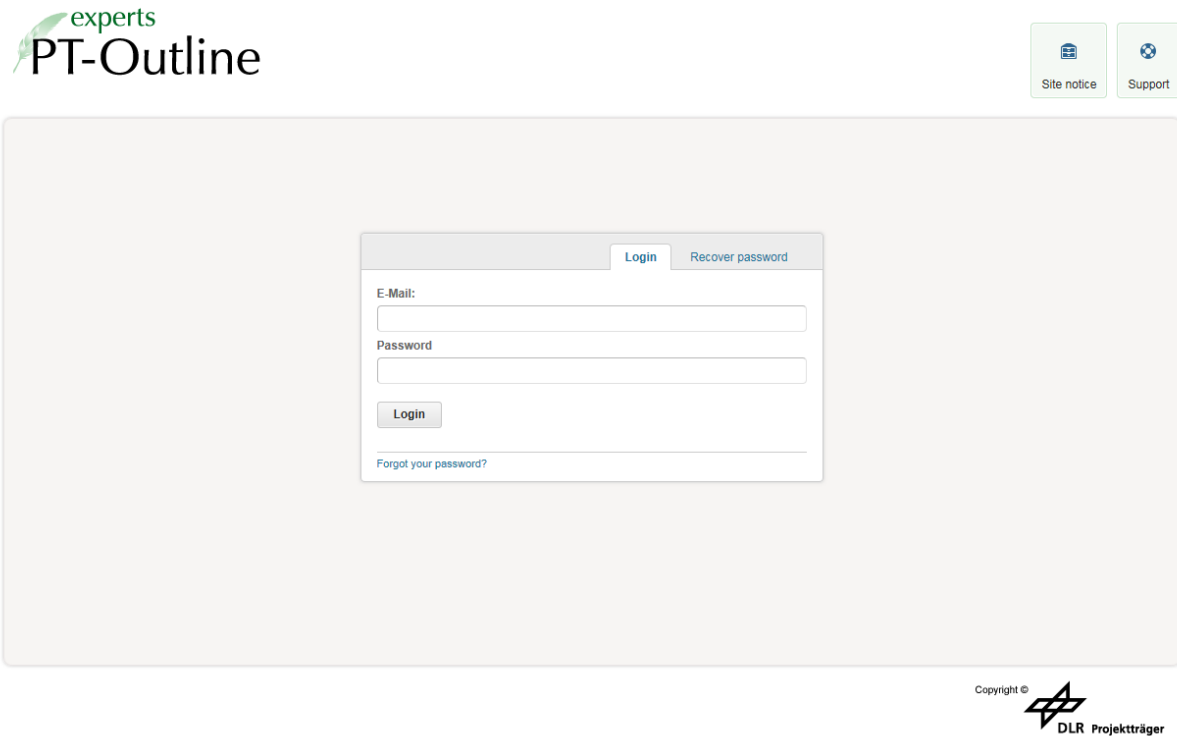 experts
PT-Outline
Site notice
Support
Login
Recover password
E-Mail:
Password
Login
Forgot your password?
Copyright ©
DLR Projektträger